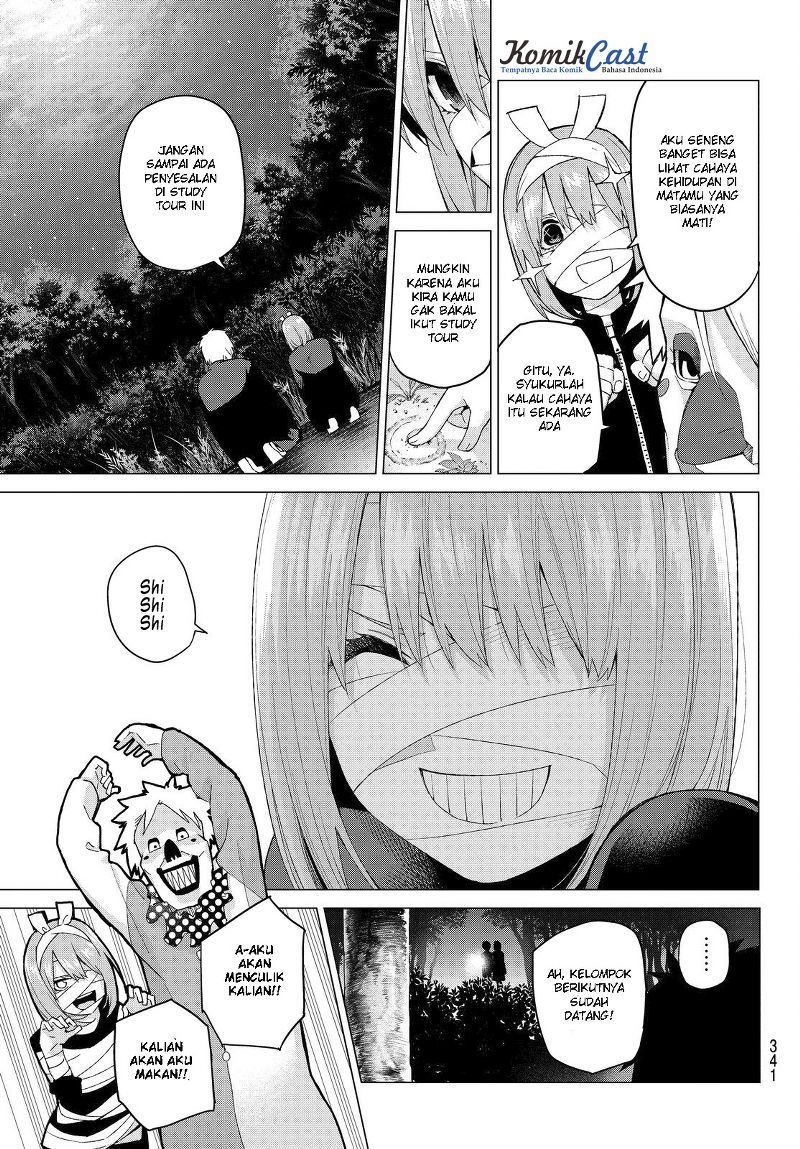 KomikCast
Tempatnya Baca Komik Bahasa Indonesia
AKU SENENG
BANGET BISA
LIHAT CAHAYA
KEHIDUPAN DI
MATAMU YANG
BIASANYA
MATI!
GITU, YA.
SYUKURLAH
KALAU CAHAYA
ITU SEKARANG
ADA
MUNGKIN
KARENA AKU
KIRA KAMU
GAK BAKAL
IKUT STUDY
TOUR
JANGAN
SAMPAI ADA
PENYESALAN
DI STUDY
TOUR INI
Shi
Shi
Shi
......
AH, KELOMPOK
BERIKUTNYA
SUDAH
DATANG!
A-AKU
AKAN
MENCULIK
KALIAN!!
KALIAN
AKAN AKU
MAKAN!!
341